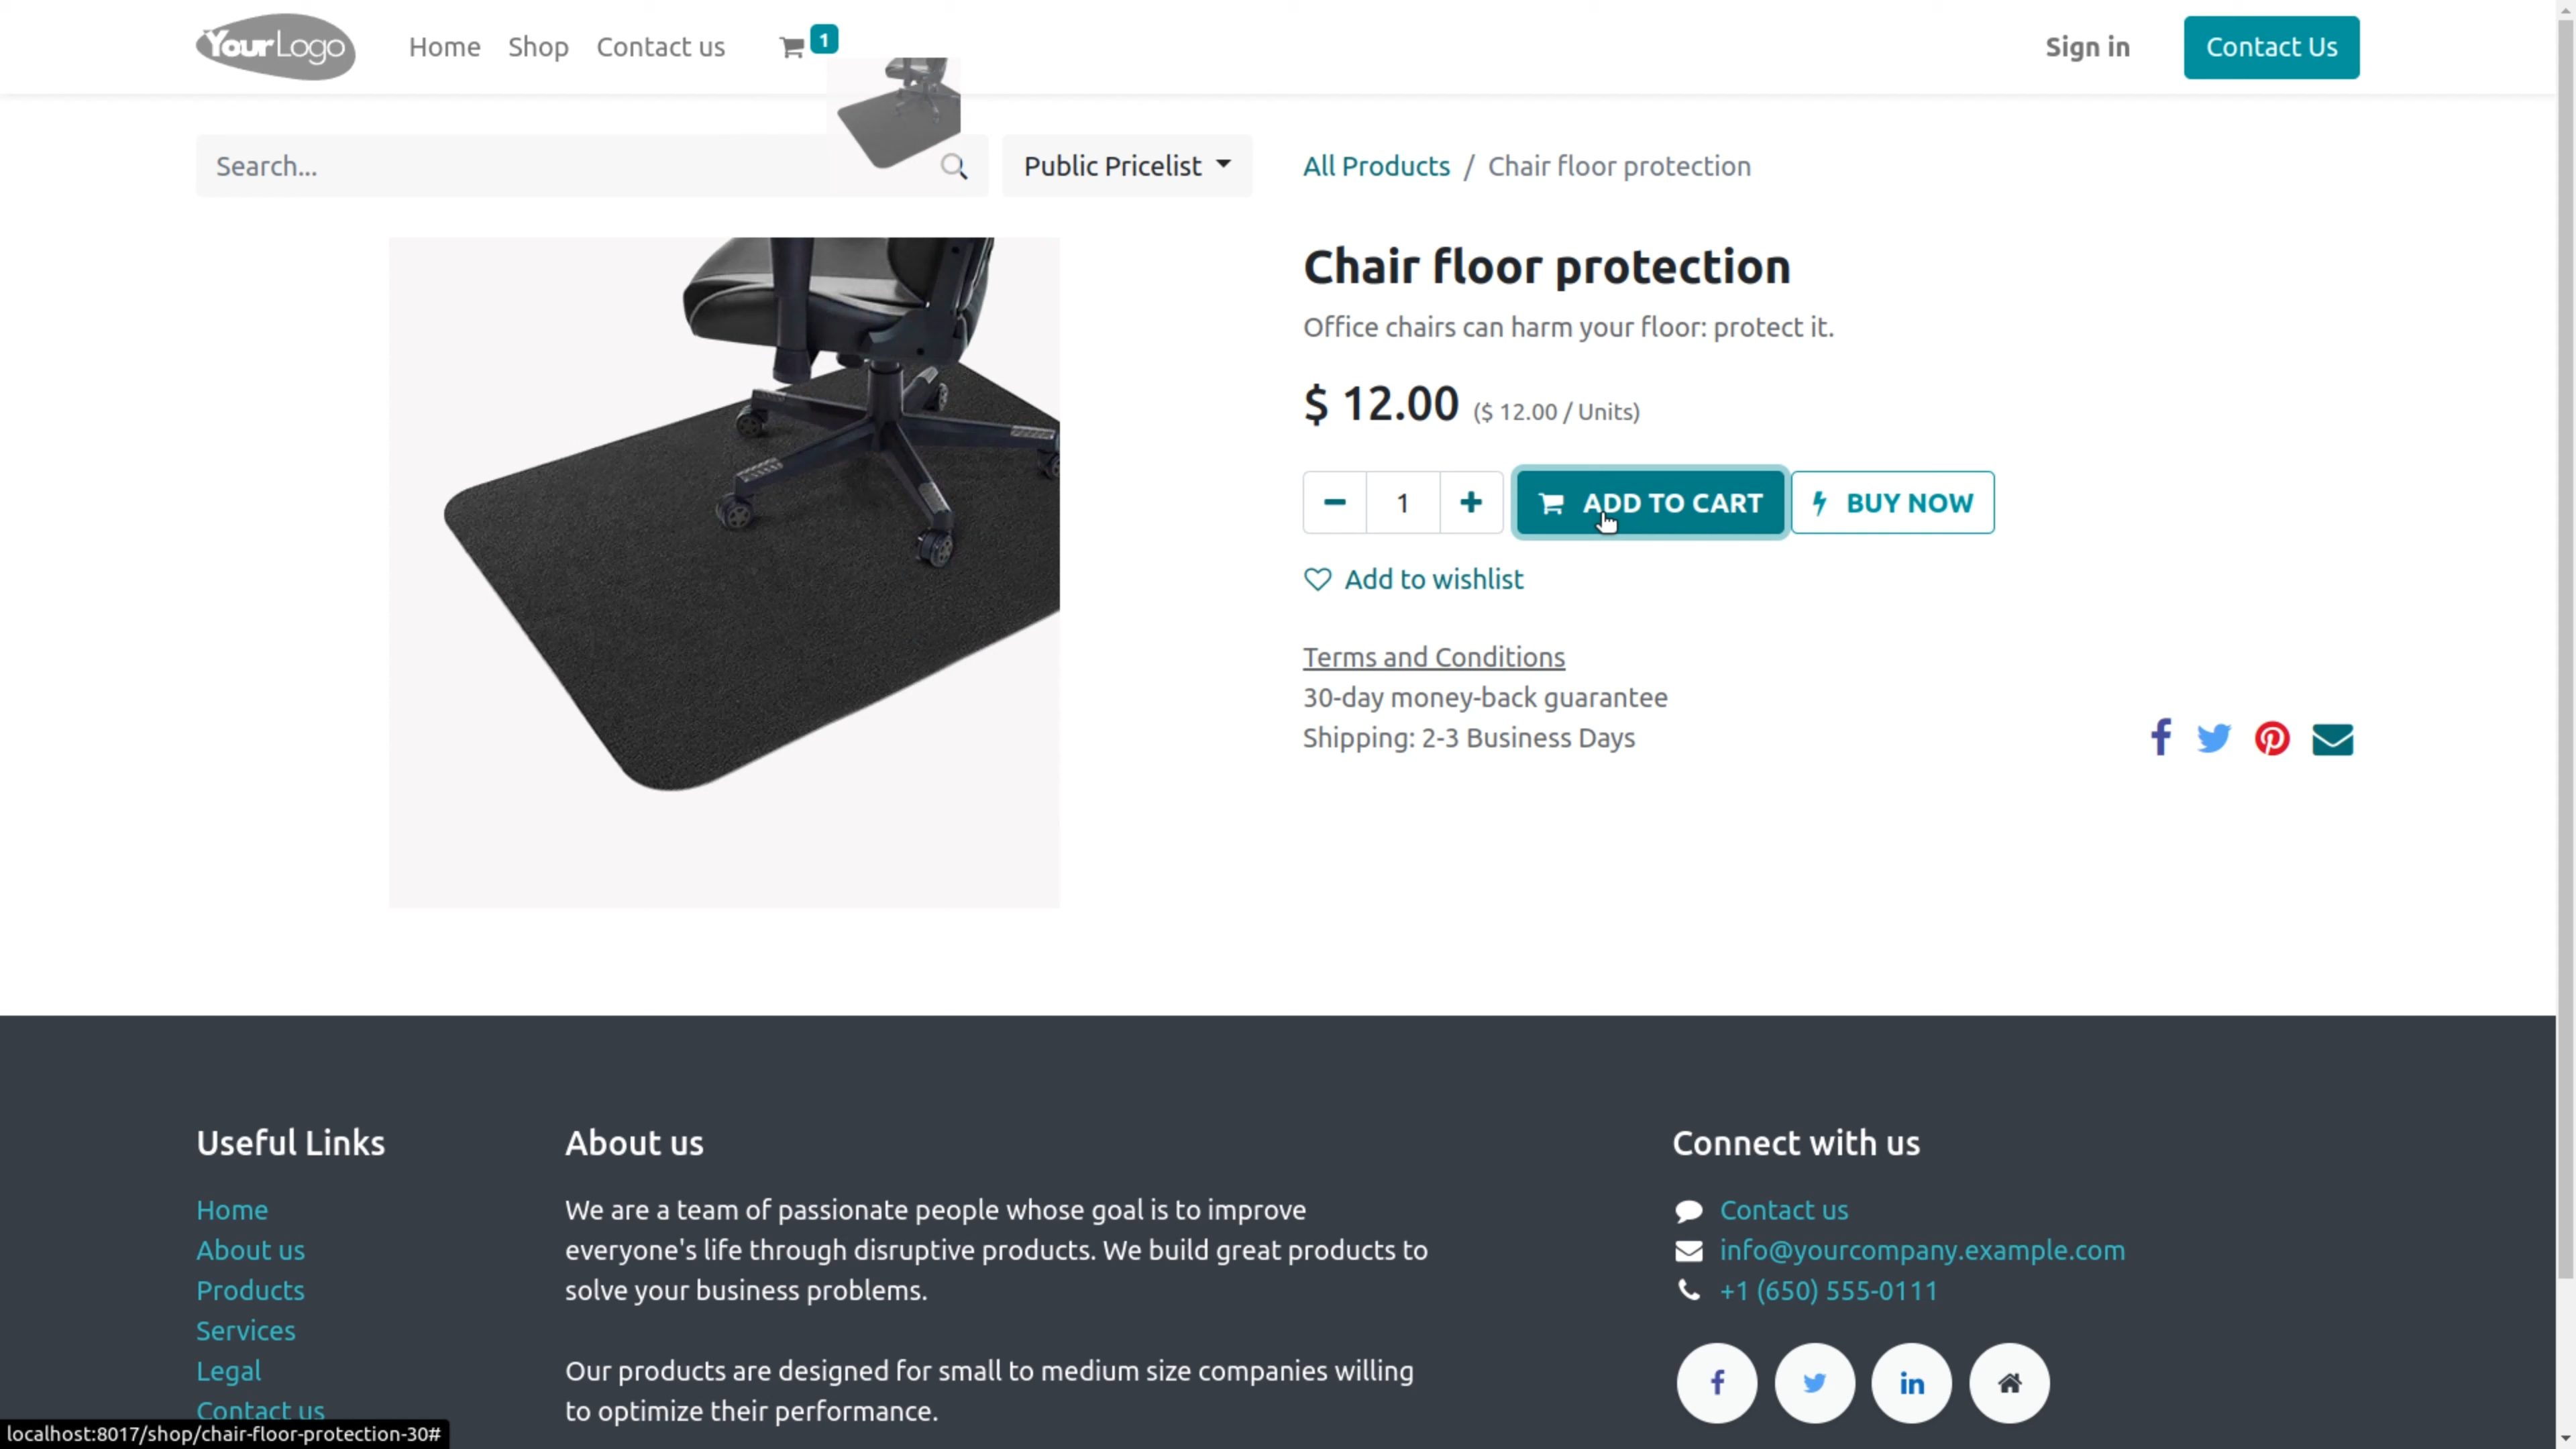 YourLogo
Home
Shop
Contact us
1
Sign in
Contact Us
Search...
Public Pricelist
All Products / Chair floor protection
Chair floor protection
Office chairs can harm your floor: protect it.
$ 12.00 ($ 12.00 / Units)
1
ADD TO CART
BUY NOW
Add to wishlist
Terms and Conditions
30-day money-back guarantee
Shipping: 2-3 Business Days
Useful Links
Home
About us
Products
Services
Legal
Contact us
About us
We are a team of passionate people whose goal is to improve
everyone's life through disruptive products. We build great products to
solve your business problems.
Our products are designed for small to medium size companies willing
to optimize their performance.
Connect with us
Contact us
info@yourcompany.example.com
+1 (650) 555-0111
localhost:8017/shop/chair-floor-protection-30#